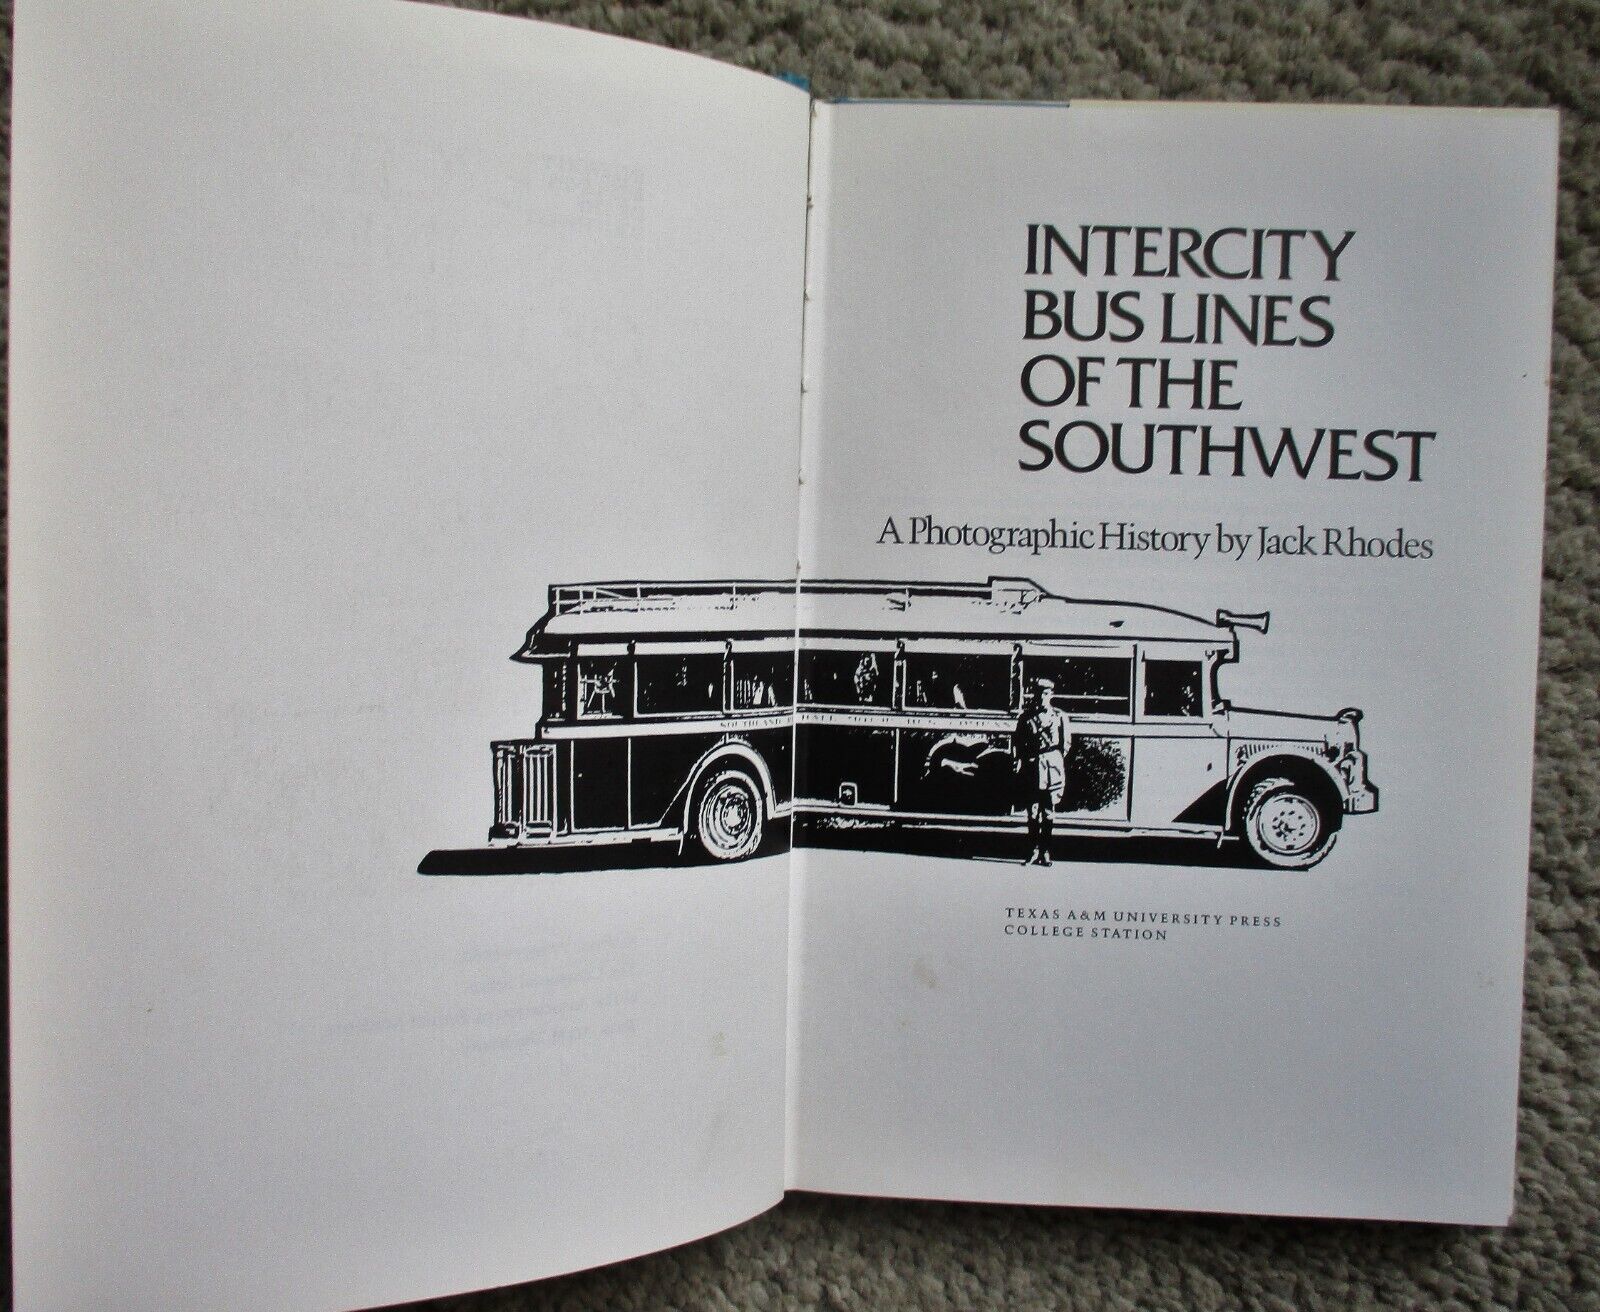 INTERCITY
BUS LINES
OF THE
SOUTHWEST
A Photographic History by Jack Rhodes
TEXAS A&M UNIVERSITY PRESS
COLLEGE STATION